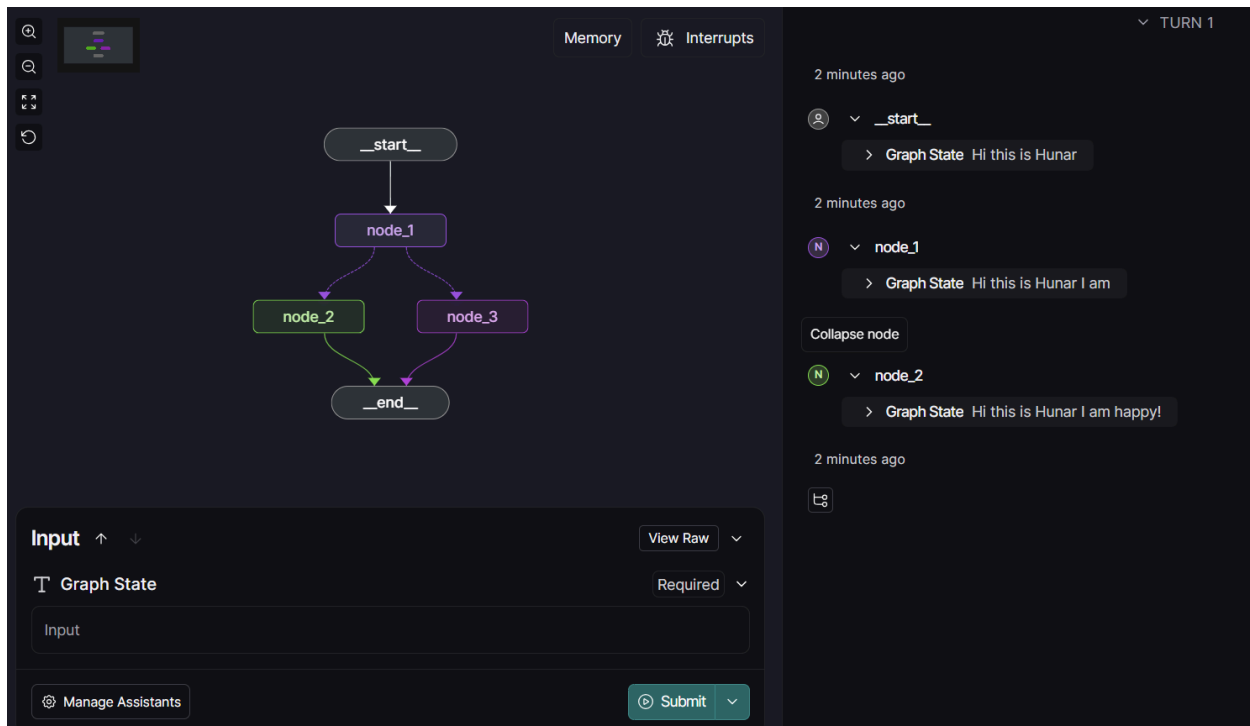 Memory
Interrupts
__start__
node_1
node_2
node_3
__end__
Input
View Raw
Graph State
Required
Input
Manage Assistants
Submit
TURN 1
2 minutes ago
__start__
Graph State Hi this is Hunar
2 minutes ago
N node_1
Graph State Hi this is Hunar I am
Collapse node
N node_2
Graph State Hi this is Hunar I am happy!
2 minutes ago